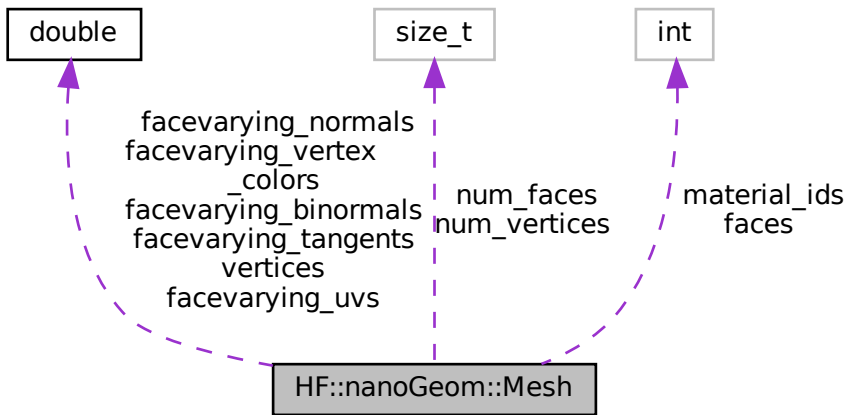 double
size_t
int
facevarying_normals
facevarying_vertex
_colors
facevarying_binormals
facevarying_tangents
vertices
facevarying_uvs
num_faces
num_vertices
material_ids
faces
HF::nanoGeom::Mesh